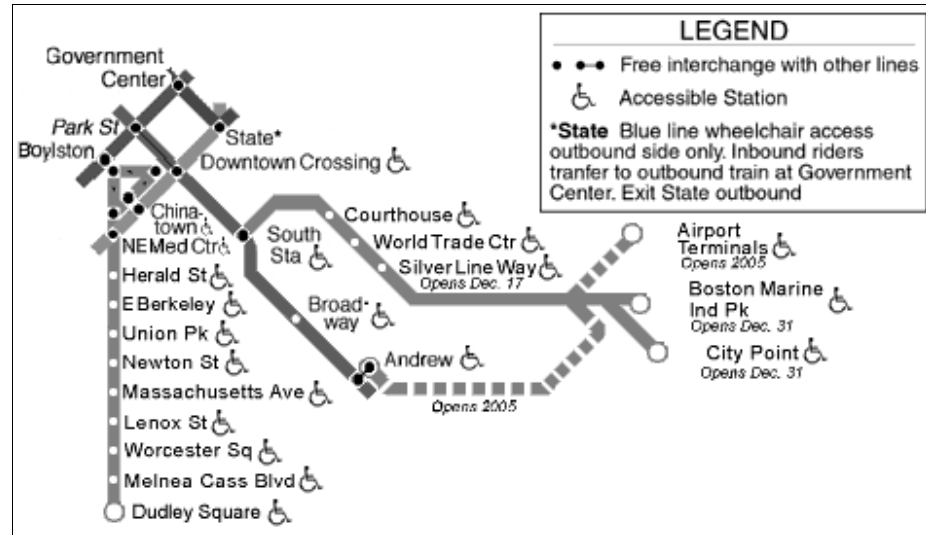 Government
Center
Park St
Boylston
State*
Downtown Crossing
China-
town
NEMed Ctr
South
Sta
Courthouse
World Trade Ctr
Silver Line Way
Opens Dec. 17
Broad-
way
Andrew
Opens 2005
Airport
Terminals
Opens 2005
Boston Marine
Ind Pk
Opens Dec. 31
City Point
Opens Dec. 31
Herald St
E Berkeley
Union Pk
Newton St
Massachusetts Ave
Lenox St
Worcester Sq
Melnea Cass Blvd
Dudley Square
LEGEND
Free interchange with other lines
Accessible Station
*State Blue line wheelchair access
outbound side only. Inbound riders
tranfer to outbound train at Government
Center. Exit State outbound